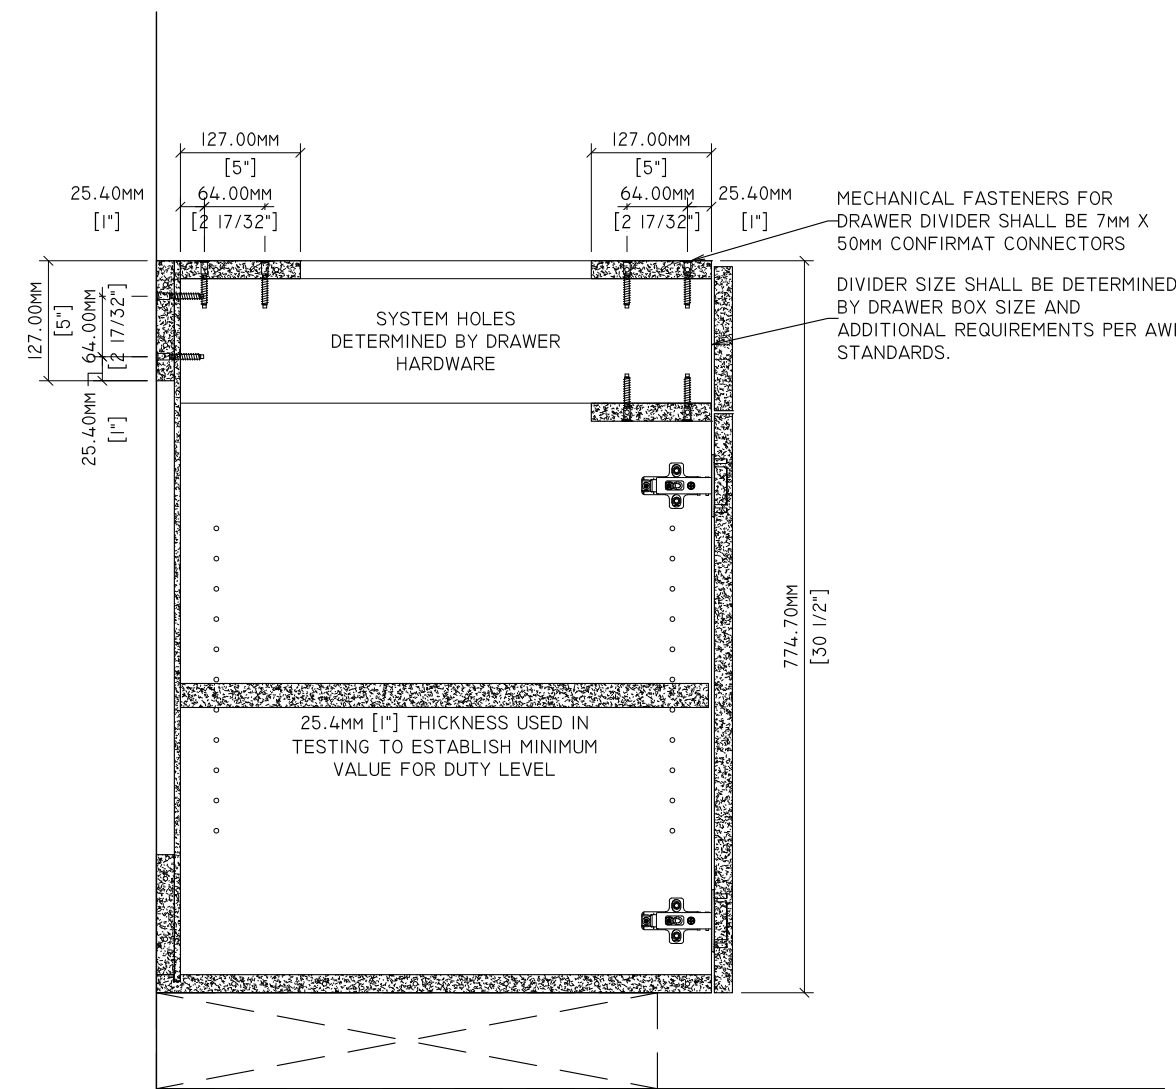 127.00MM
[5"]
127.00MM
[5"]
25.40MM
[1"]
64.00MM
[2 17/32"]
64.00MM
[2 17/32"]
25.40MM
[1"]
MECHANICAL FASTENERS FOR
DRAWER DIVIDER SHALL BE 7MM X
50MM CONFIRMAT CONNECTORS
DIVIDER SIZE SHALL BE DETERMINED
BY DRAWER BOX SIZE AND
ADDITIONAL REQUIREMENTS PER AWI
STANDARDS.
127.00MM
[5"]
64.00MM
[2 17/32"]
25.40MM
[1"]
SYSTEM HOLES
DETERMINED BY DRAWER
HARDWARE
774.70MM
[30 1/2"]
25.4MM [1"] THICKNESS USED IN
TESTING TO ESTABLISH MINIMUM
VALUE FOR DUTY LEVEL